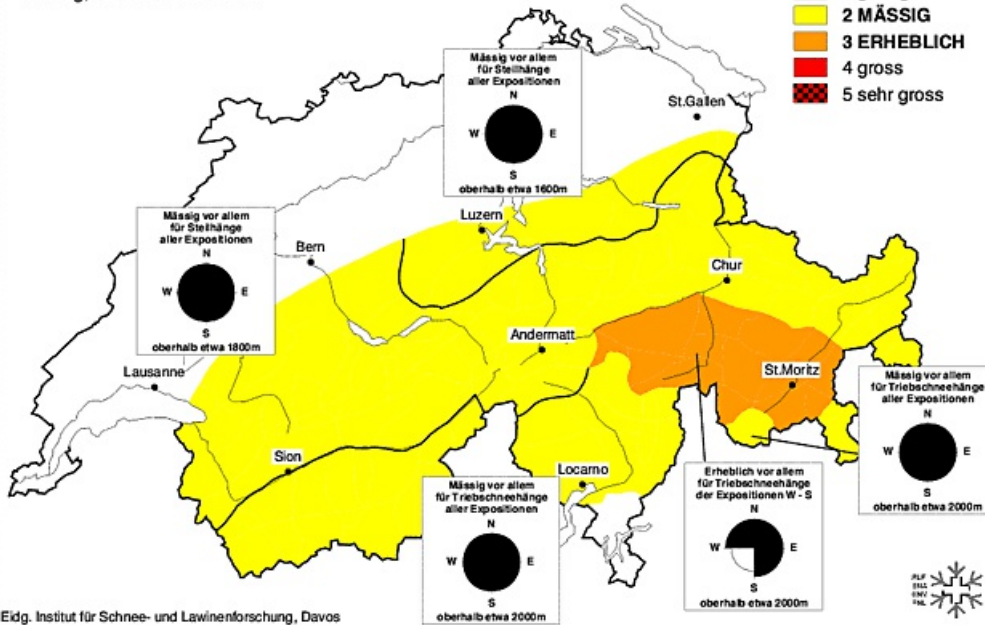 2 MÄSSIG
3 ERHEBLICH
4 gross
5 sehr gross
Mässig vor allem
für Steilhänge
aller Expositionen
N
W E
S
oberhalb etwa 1600m
St.Gallen
Mässig vor allem
für Steilhänge
aller Expositionen
N
W E
S
oberhalb etwa 1800m
Luzern
Bern
Chur
Andermatt
Lausanne
St.Moritz
Mässig vor allem
für Triebschneehänge
aller Expositionen
N
W E
S
oberhalb etwa 2000m
Sion
Locarno
Mässig vor allem
für Triebschneehänge
aller Expositionen
N
W E
S
oberhalb etwa 2000m
Erheblich vor allem
für Triebschneehänge
der Expositionen W - S
N
W E
S
oberhalb etwa 2000m
Eidg. Institut für Schnee- und Lawinenforschung, Davos